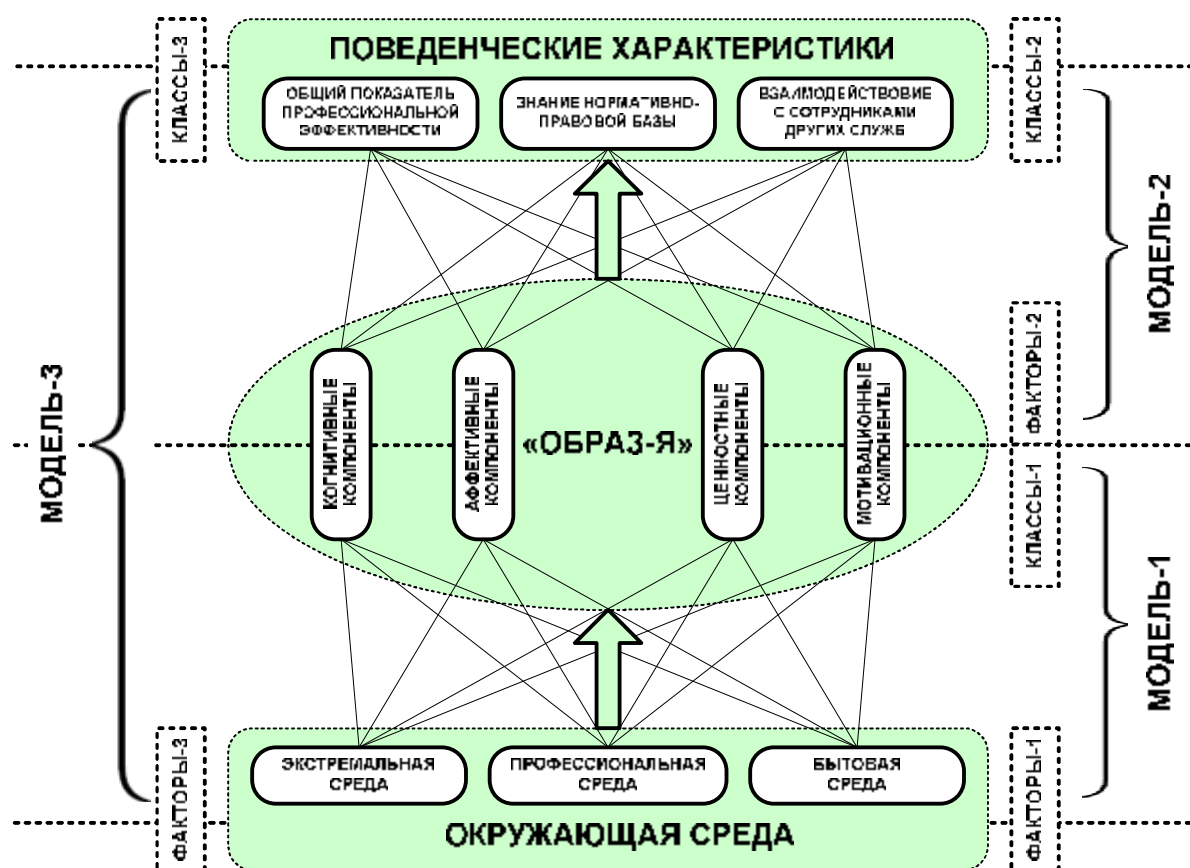 КЛАССЫ-3
ПОВЕДЕНЧЕСКИЕ ХАРАКТЕРИСТИКИ
КЛАССЫ-2
ОБЩИЙ ПОКАЗАТЕЛЬ
ПРОФЕССИОНАЛЬНОЙ
ЭФФЕКТИВНОСТИ
ЗНАНИЕ НОРМАТИВНО-
ПРАВОВОЙ БАЗЫ
ВЗАИМОДЕЙСТВОВИЕ
С СОТРУДНИКАМИ
ДРУГИХ СЛУЖБ
МОДЕЛЬ-2
МОДЕЛЬ-3
ФАКТОРЫ-2
КОГНИТИВНЫЕ
КОМПОНЕНТЫ
АФФЕКТИВНЫЕ
КОМПОНЕНТЫ
«ОБРАЗ-Я»
ЦЕННОСТНЫЕ
КОМПОНЕНТЫ
МОТИВАЦИОННЫЕ
КОМПОНЕНТЫ
КЛАССЫ-1
МОДЕЛЬ-1
ФАКТОРЫ-3
ЭКСТРЕМАЛЬНАЯ
СРЕДА
ПРОФЕССИОНАЛЬНАЯ
СРЕДА
БЫТОВАЯ
СРЕДА
ФАКТОРЫ-1
ОКРУЖАЮЩАЯ СРЕДА